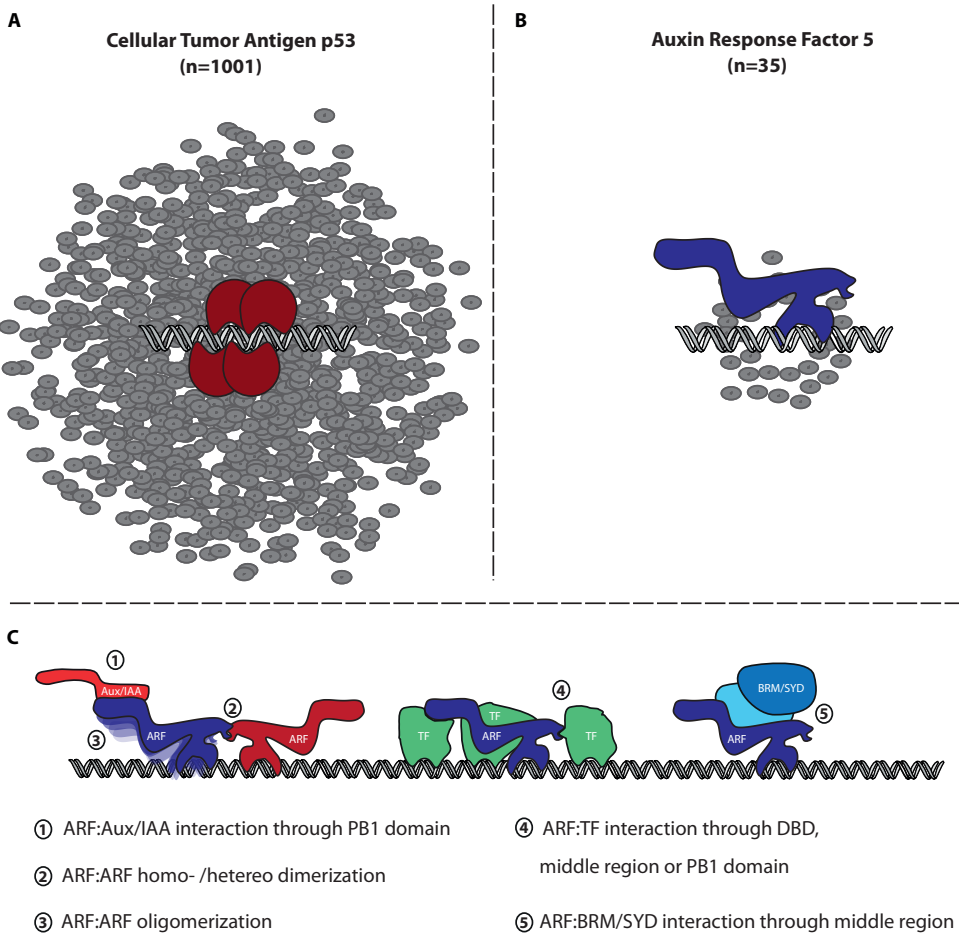 A
Cellular Tumor Antigen p53
(n=1001)
B
Auxin Response Factor 5
(n=35)
C
1
Aux/IAA
2
3
ARF
ARF
4
TF
TF
ARF
TF
BRM/SYD
5
ARF
1 ARF:Aux/IAA interaction through PB1 domain
2 ARF:ARF homo- /hetereo dimerization
3 ARF:ARF oligomerization
4 ARF:TF interaction through DBD,
middle region or PB1 domain
5 ARF:BRM/SYD interaction through middle region